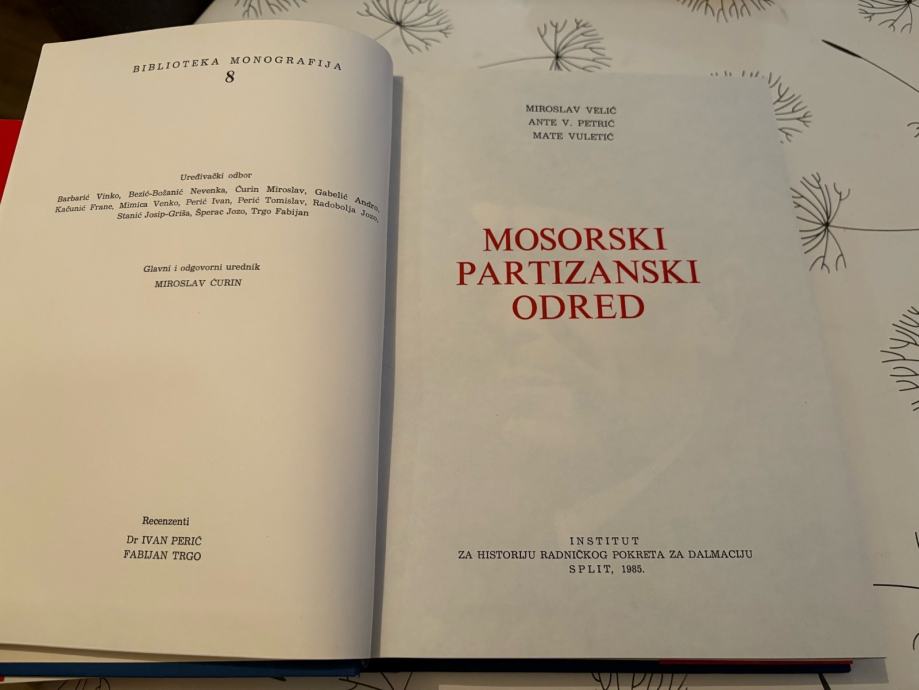 BIBLIOTEKA MONOGRAFIJA
8
Uređivački odbor
Barbarić Vinko, Bezić-Božanić Nevenka, Ćurin Miroslav, Gabelić Andro,
Kačunić Frane, Mimica Venko, Perić Ivan, Perić Tomislav, Radobolja Jozo,
Stanić Josip-Griša, Šperac Jozo, Trgo Fabijan
Glavni i odgovorni urednik
MIROSLAV ĆURIN
Recenzenti
Dr IVAN PERIĆ
FABIJAN TRGO
MIROSLAV VELIĆ
ANTE V. PETRIĆ
MATE VULETIĆ
MOSORSKI
PARTIZANSKI
ODRED
INSTITUT
ZA HISTORIJU RADNIČKOG POKRETA ZA DALMACIJU
SPLIT, 1985.